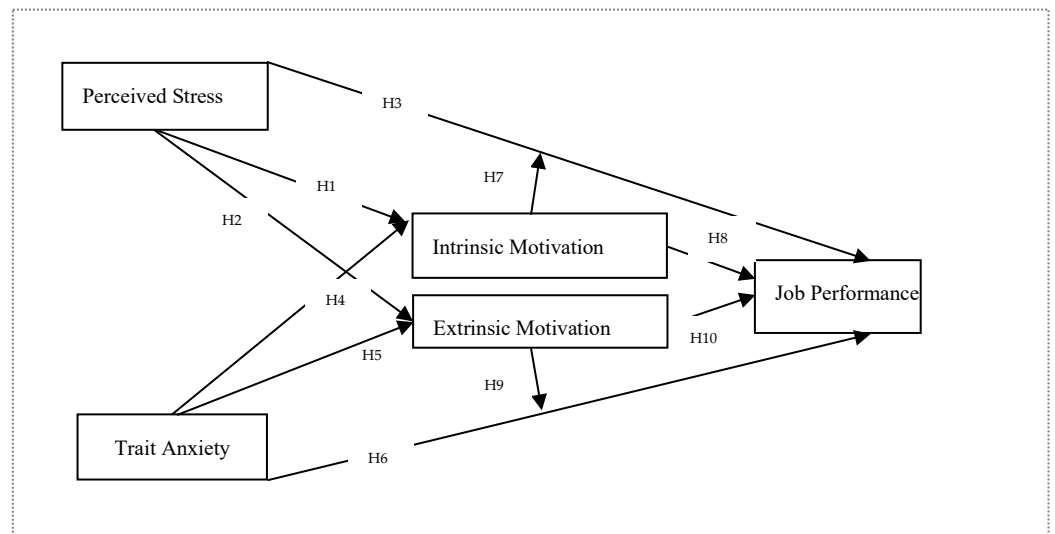 Perceived Stress
H3
H1
H7
H2
H8
Intrinsic Motivation
Job Performance
H4
Extrinsic Motivation
H10
H5
H9
Trait Anxiety
H6